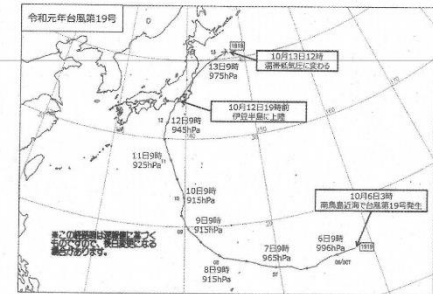 令和元年台風第19号
1919
10月13日12時
温帯低気圧に変わる
13日9時
975hPa
10月12日19時前
伊豆半島に上陸
12日9時
945hPa
11日9時
925hPa
10日9時
915hPa
9日9時
915hPa
8日9時
915hPa
7日9時
965hPa
6日9時
996hPa
1919
10月6日3時
南鳥島近海で台風第19号発生
※この経路図は速報値に基づく
ものですので、後日変更になる
場合があります。